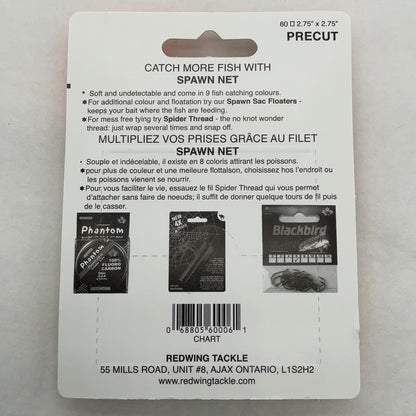 60 □ 2.75" x 2.75"
PRECUT
CATCH MORE FISH WITH
SPAWN NET
• Soft and undetectable and come in 9 fish catching colours.
*For additional colour and floatation try our Spawn Sac Floaters -
keeps your bait where the fish are feeding.
*For mess free tying try Spider Thread - the no knot wonder
thread: just wrap several times and snap off.
MULTIPLIEZ VOS PRISES GRÂCE AU FILET
SPAWN NET
• Souple et indécelable, il existe en 8 coloris attirant les poissons.
*pour plus de couleur et une meilleure flottaison, choisissez hos l'endroit ou
les poissons vienent se nourrir.
*Pour vous faciliter le vie, essauez le fil Spider Thread qui vous permet
d'attacher sans faire de noeuds; il suffit de donner quelque tours de fil puis
de le casser.
Phantom
Phantom
100%
FLUORO
CARBON
NEW
4X
Blackbird
0 68805 60006 1
CHART
REDWING TACKLE
55 MILLS ROAD, UNIT #8, AJAX ONTARIO, L1S2H2
www.redwingtackle.com